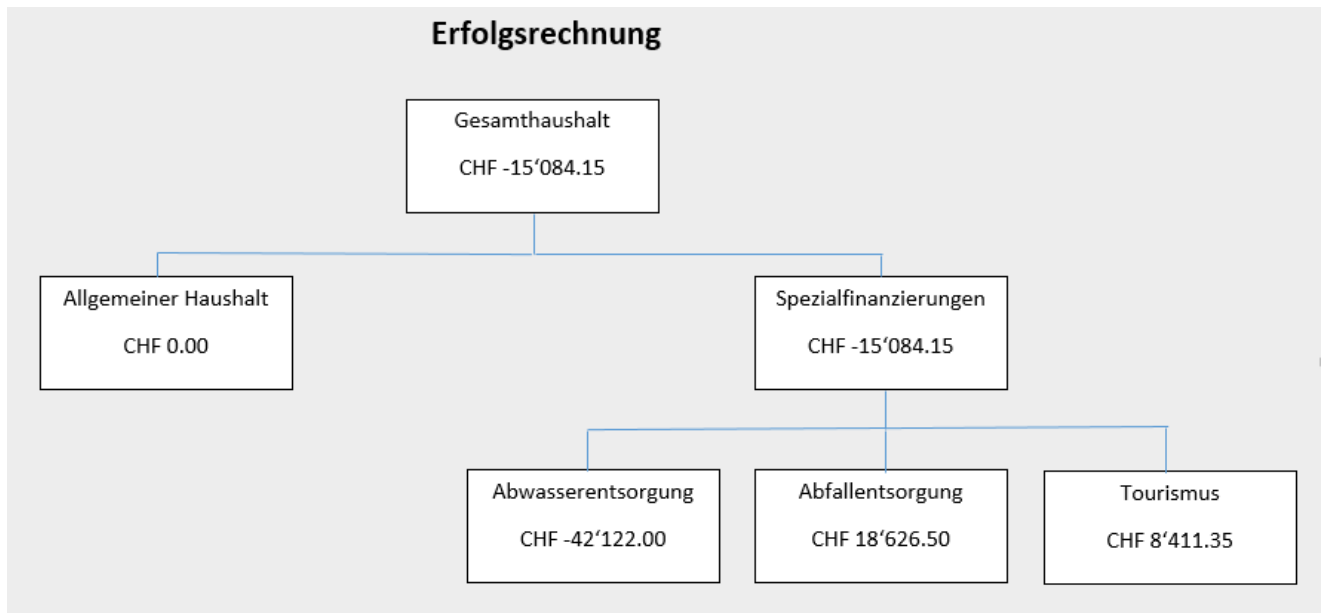 Erfolgsrechnung
Gesamthaushalt
CHF -15‘084.15
Allgemeiner Haushalt
CHF 0.00
Spezialfinanzierungen
CHF -15‘084.15
Abwasserentsorgung
CHF -42‘122.00
Abfallentsorgung
CHF 18‘626.50
Tourismus
CHF 8‘411.35